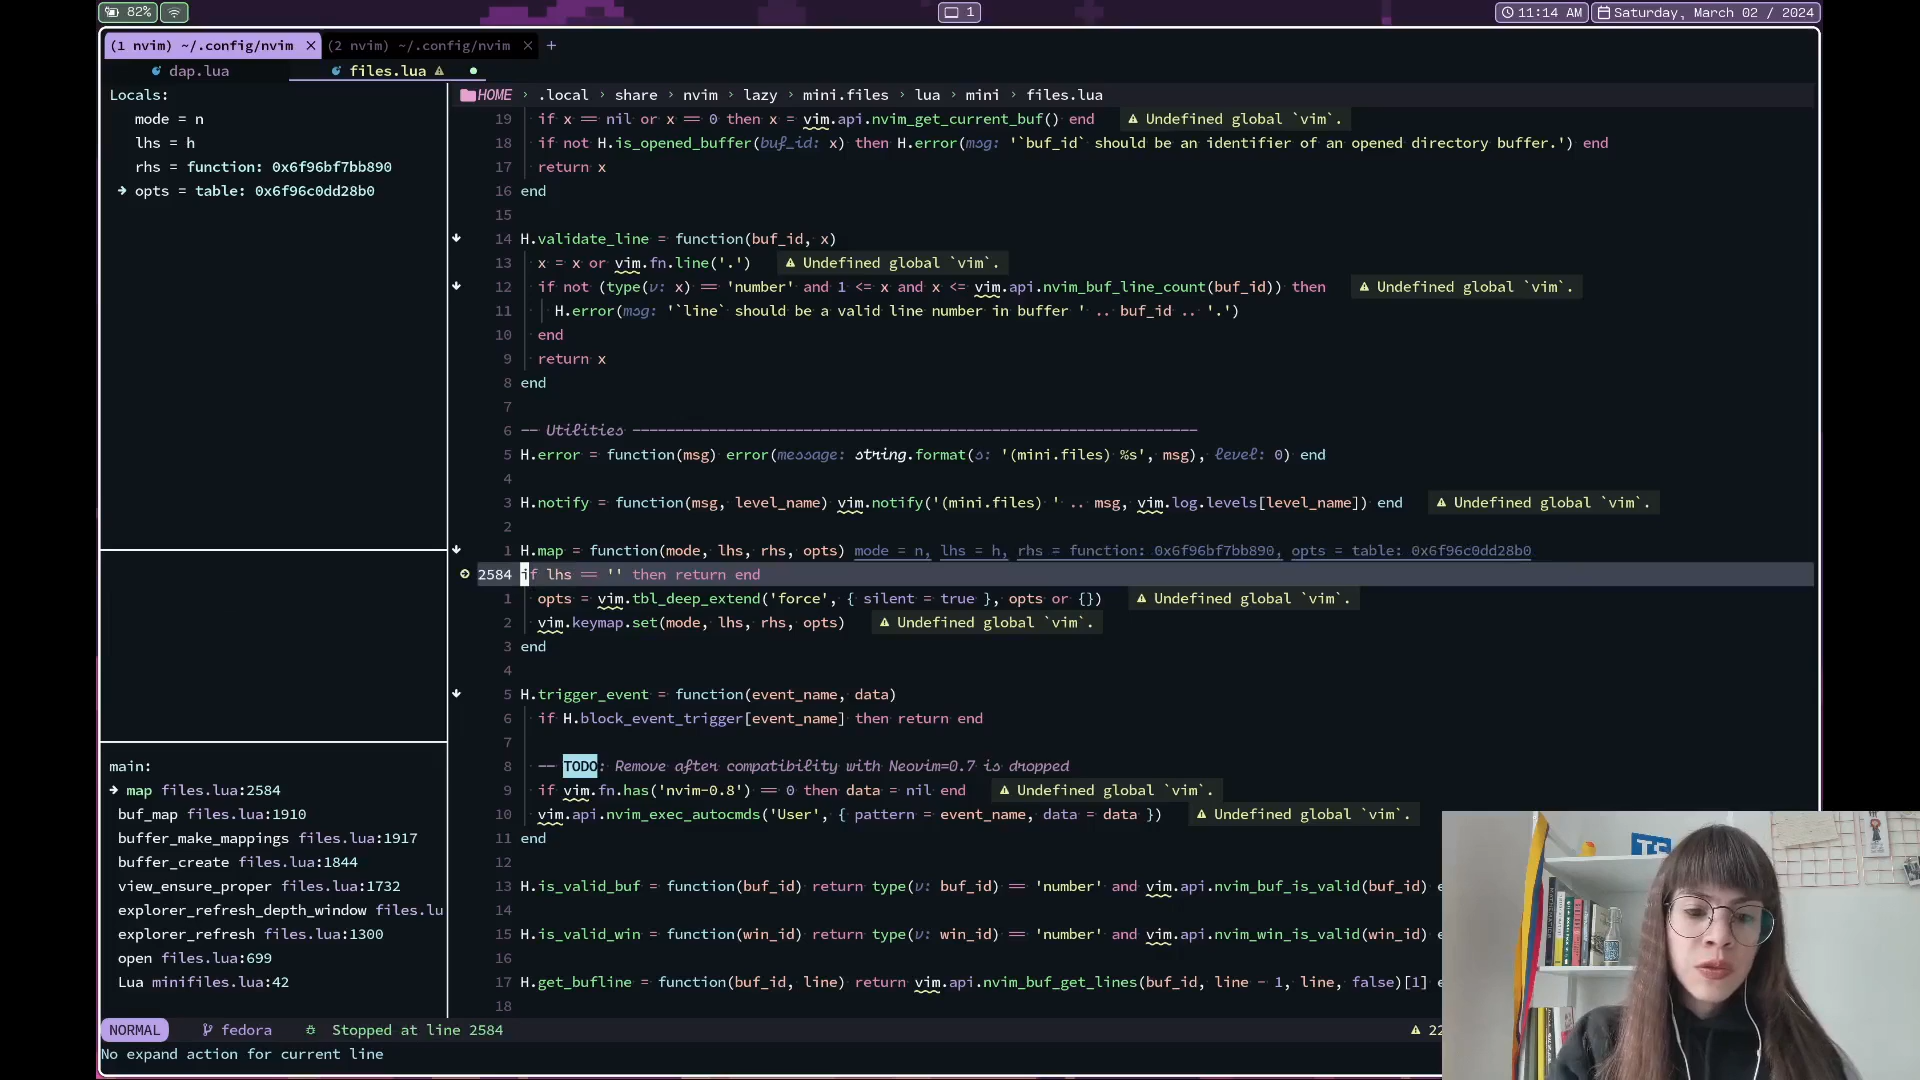 82%
1
11:14 AM
Saturday, March 02 / 2024
(1 nvim) ~/.config/nvim ×
(2 nvim) ~/.config/nvim × +
dap.lua
files.lua
Locals:
mode = n
lhs = h
rhs = function: 0x6f96bf7bb890
opts = table: 0x6f96c0dd28b0
HOME › .local › share › nvim › lazy › mini.files › lua › mini › files.lua
19 if x == nil or x == 0 then x = vim.api.nvim_get_current_buf() end Undefined global `vim`.
18 if not H.is_opened_buffer(buf_id: x) then H.error(msg: '`buf_id` should be an identifier of an opened directory buffer.') end
17 return x
16 end
15
14 H.validate_line = function(buf_id, x)
13 x = x or vim.fn.line('.') Undefined global `vim`.
12 if not (type(v: x) == 'number' and 1 <= x and x <= vim.api.nvim_buf_line_count(buf_id)) then Undefined global `vim`.
11 H.error(msg: '`line` should be a valid line number in buffer ' .. buf_id .. '.')
10 end
9 return x
8 end
7
6 -- Utilities ------------------------------------------------------------------
5 H.error = function(msg) error(message: string.format(s: '(mini.files) %s', msg), level: 0) end
4
3 H.notify = function(msg, level_name) vim.notify('(mini.files) ' .. msg, vim.log.levels[level_name]) end Undefined global `vim`.
2
1 H.map = function(mode, lhs, rhs, opts) mode = n, lhs = h, rhs = function: 0x6f96bf7bb890, opts = table: 0x6f96c0dd28b0
2584 if lhs == '' then return end
1 opts = vim.tbl_deep_extend('force', { silent = true }, opts or {}) Undefined global `vim`.
2 vim.keymap.set(mode, lhs, rhs, opts) Undefined global `vim`.
3 end
4
5 H.trigger_event = function(event_name, data)
6 if H.block_event_trigger[event_name] then return end
7
8 -- TODO: Remove after compatibility with Neovim=0.7 is dropped
9 if vim.fn.has('nvim-0.8') == 0 then data = nil end Undefined global `vim`.
10 vim.api.nvim_exec_autocmds('User', { pattern = event_name, data = data }) Undefined global `vim`.
11 end
12
13 H.is_valid_buf = function(buf_id) return type(v: buf_id) == 'number' and vim.api.nvim_buf_is_valid(buf_id) e
14
15 H.is_valid_win = function(win_id) return type(v: win_id) == 'number' and vim.api.nvim_win_is_valid(win_id) e
16
17 H.get_bufline = function(buf_id, line) return vim.api.nvim_buf_get_lines(buf_id, line - 1, line, false)[1] e
18
main:
map files.lua:2584
buf_map files.lua:1910
buffer_make_mappings files.lua:1917
buffer_create files.lua:1844
view_ensure_proper files.lua:1732
explorer_refresh_depth_window files.lu
explorer_refresh files.lua:1300
open files.lua:699
Lua minifiles.lua:42
NORMAL fedora Stopped at line 2584 22
No expand action for current line
TS